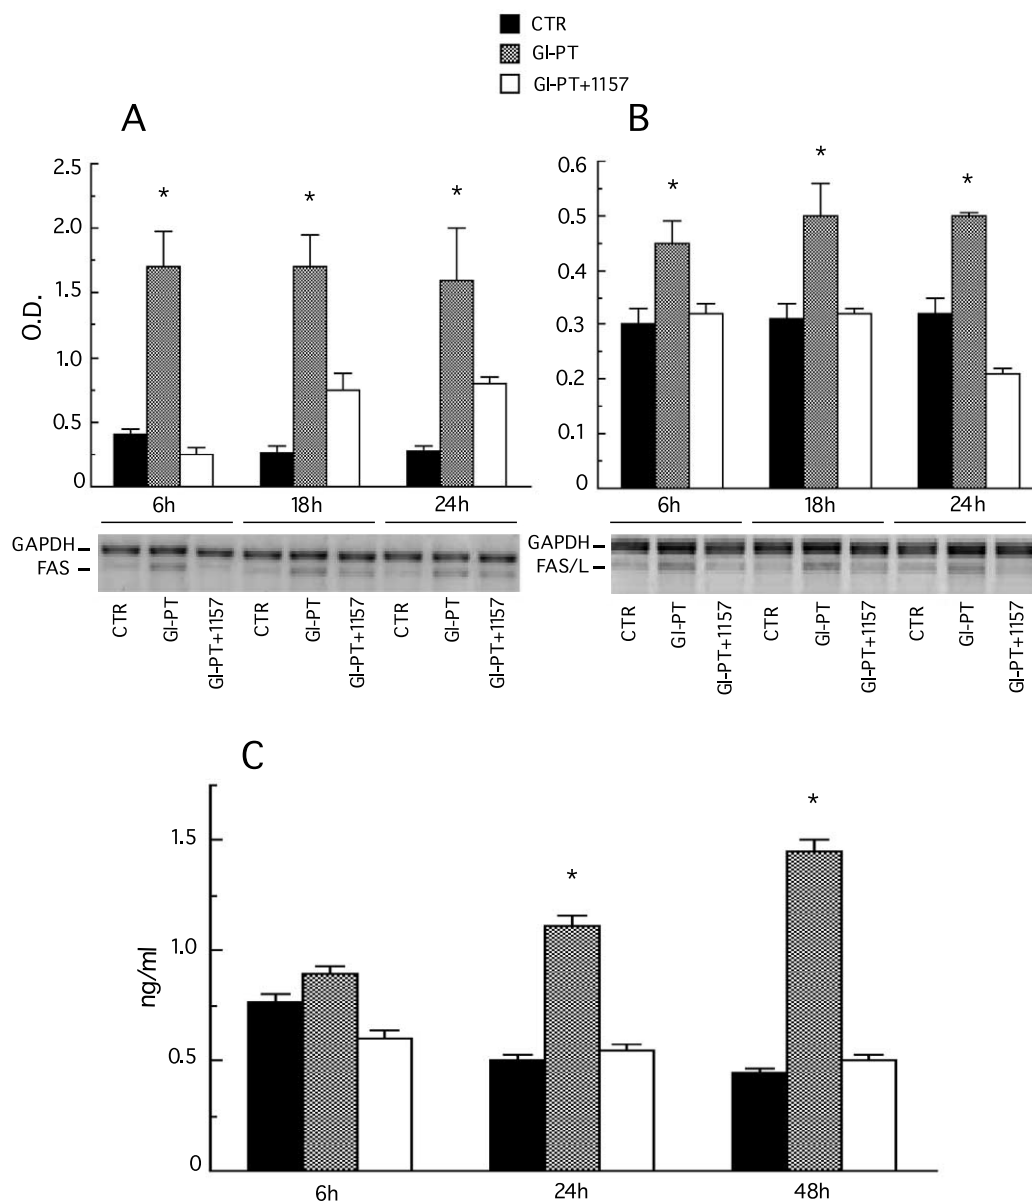 CTR
GI-PT
GI-PT+1157
A
B
2.5
2.0
1.5
1.0
0.5
0
O.D.
* * *
6h 18h 24h
0.6
0.5
0.4
0.3
0.2
0.1
0
* * *
6h 18h 24h
GAPDH
FAS
CTR GI-PT GI-PT+1157 CTR GI-PT GI-PT+1157 CTR GI-PT GI-PT+1157
GAPDH
FAS/L
CTR GI-PT GI-PT+1157 CTR GI-PT GI-PT+1157 CTR GI-PT GI-PT+1157
C
1.5
1.0
0.5
0
ng/ml
* *
6h 24h 48h